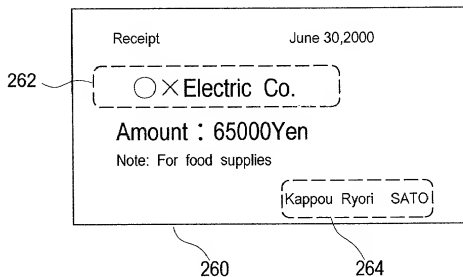 Receipt June 30,2000
262
○×Electric Co.
Amount : 65000Yen
Note: For food supplies
Kappou Ryori SATO
260
264